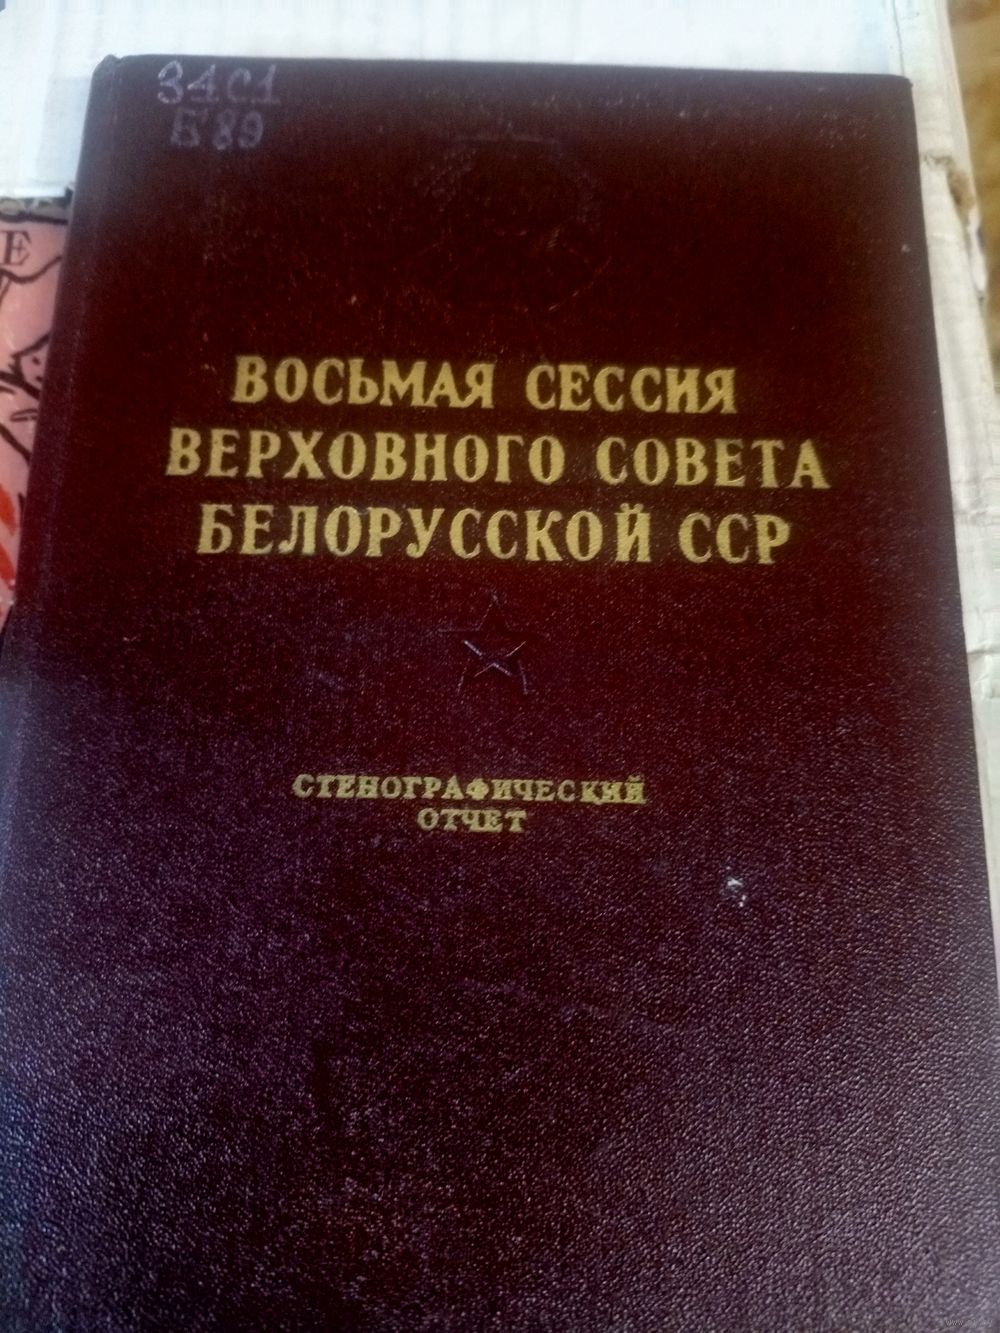 34С1
Б89
Е
ВОСЬМАЯ СЕССИЯ
ВЕРХОВНОГО СОВЕТА
БЕЛОРУССКОЙ ССР
СТЕНОГРАФИЧЕСКИЙ
ОТЧЕТ